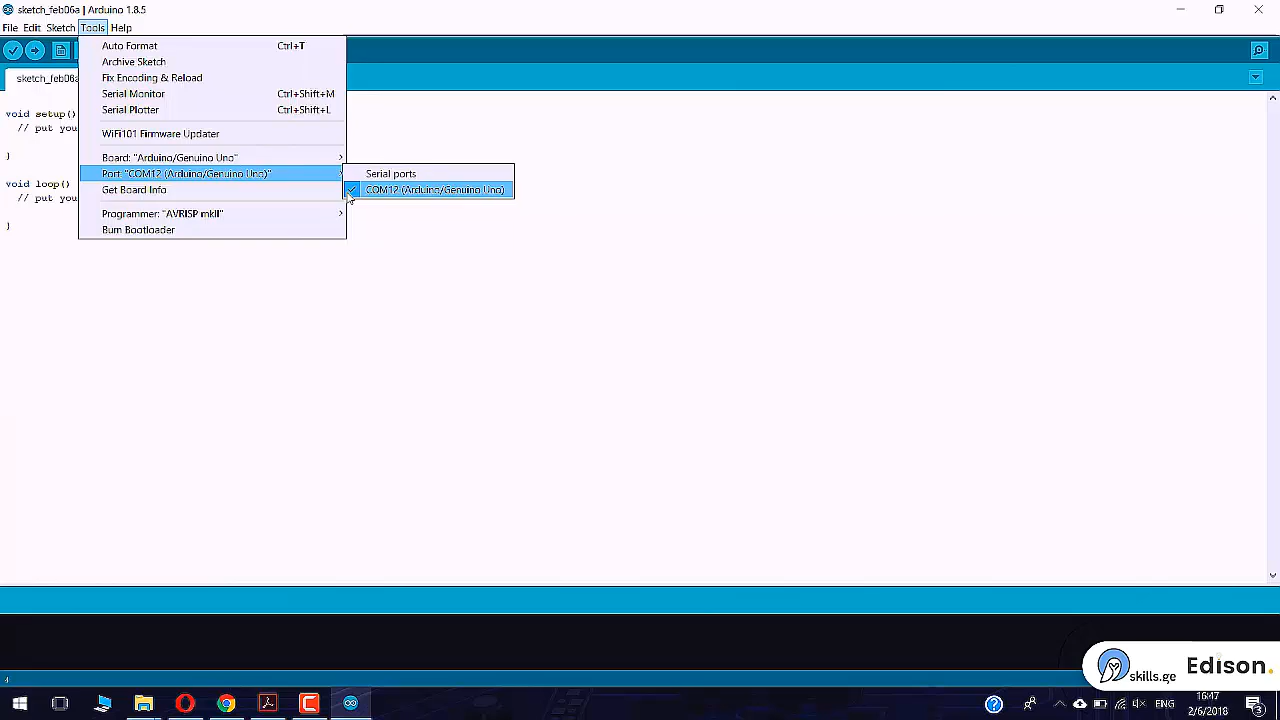 sketch_feb06a | Arduino 1.8.5
File Edit Sketch Tools Help
Auto Format Ctrl+T
Archive Sketch
Fix Encoding & Reload
Serial Monitor Ctrl+Shift+M
Serial Plotter Ctrl+Shift+L
WiFi101 Firmware Updater
Board: "Arduino/Genuino Uno"
Port: "COM12 (Arduino/Genuino Uno)"
Get Board Info
Programmer: "AVRISP mkII"
Burn Bootloader
Serial ports
COM12 (Arduino/Genuino Uno)
sketch_feb06a
void setup()
// put you
}
void loop()
// put you
}
skills.ge Edison.
ENG
16:47
2/6/2018
3